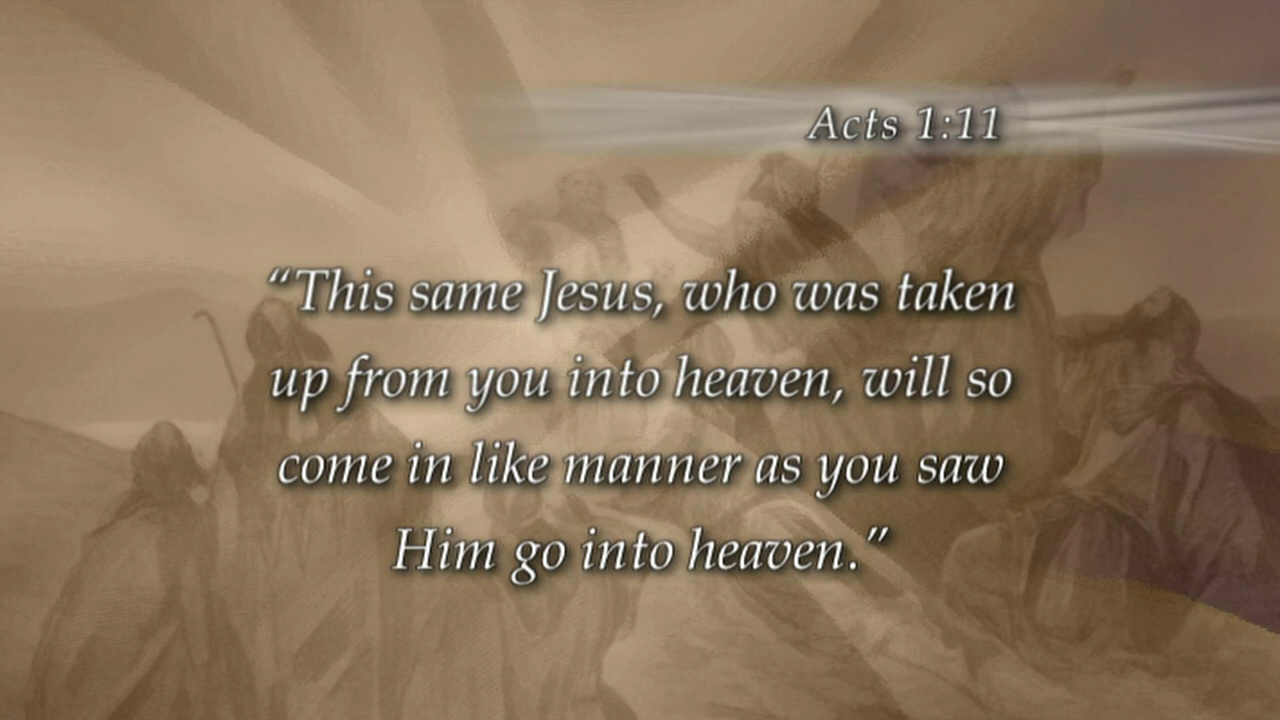 Acts 1:11
“This same Jesus, who was taken
up from you into heaven, will so
come in like manner as you saw
Him go into heaven.”